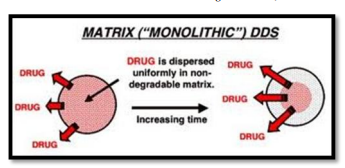 MATRIX ("MONOLITHIC") DDS
DRUG is dispersed
uniformly in non-
degradable matrix.
Increasing time
DRUG
DRUG
DRUG
DRUG
DRUG
DRUG